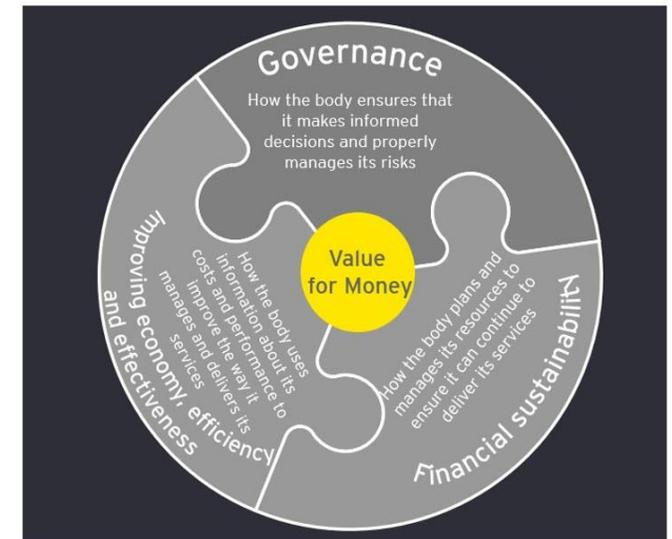 Governance
How the body ensures that
it makes informed
decisions and properly
manages its risks
Value
for Money
Improving economy, efficiency
and effectiveness
How the body uses
information about its
costs and performance to
improve the way it
manages and delivers its
services
How the body plans and
manages its resources to
ensure it can continue to
deliver its services
Financial sustainability